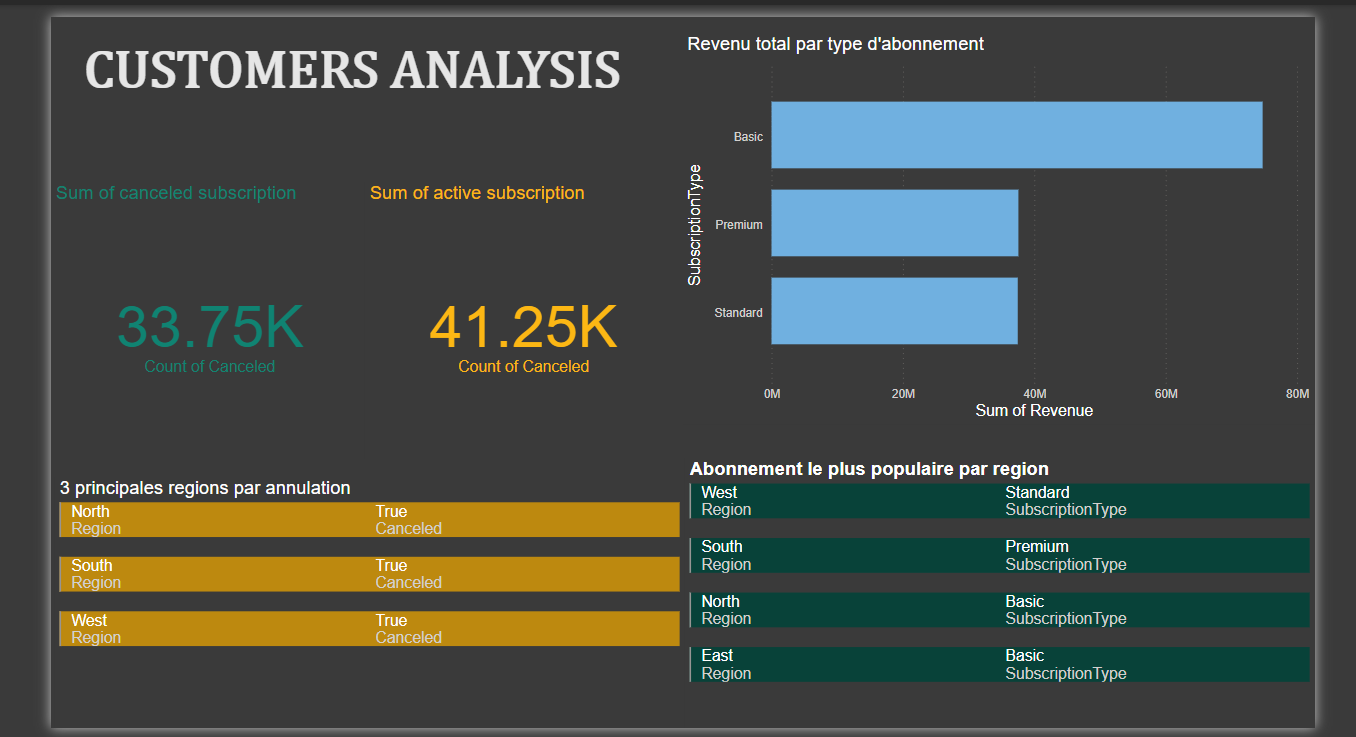 CUSTOMERS ANALYSIS
Sum of canceled subscription
Sum of active subscription
33.75K
Count of Canceled
41.25K
Count of Canceled
Revenu total par type d'abonnement
SubscriptionType
Basic
Premium
Standard
0M 20M 40M 60M 80M
Sum of Revenue
3 principales regions par annulation
North True
Region Canceled
South True
Region Canceled
West True
Region Canceled
Abonnement le plus populaire par region
West Standard
Region SubscriptionType
South Premium
Region SubscriptionType
North Basic
Region SubscriptionType
East Basic
Region SubscriptionType